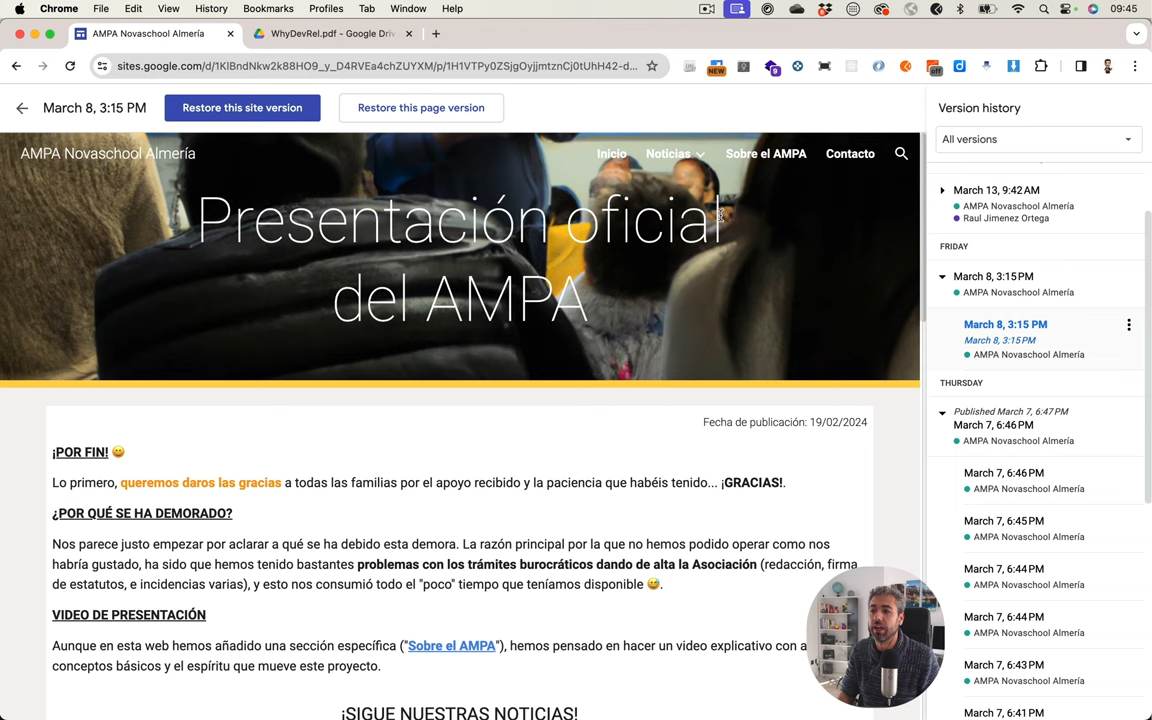 Chrome File Edit View History Bookmarks Profiles Tab Window Help 09:45
AMPA Novaschool Almería
WhyDevRel.pdf - Google Driv
sites.google.com/d/1KlBndNkw2k88HO9_y_D4RVEa4chZUYXM/p/1H1VTPy0ZSjgOyjjmtznCj0tUhH42-d...
NEW
9
off
March 8, 3:15 PM
Restore this site version
Restore this page version
AMPA Novaschool Almería
Inicio Noticias Sobre el AMPA Contacto
Presentación oficial
del AMPA
Fecha de publicación: 19/02/2024
¡POR FIN! 😄
Lo primero, queremos daros las gracias a todas las familias por el apoyo recibido y la paciencia que habéis tenido... ¡GRACIAS!.
¿POR QUÉ SE HA DEMORADO?
Nos parece justo empezar por aclarar a qué se ha debido esta demora. La razón principal por la que no hemos podido operar como nos
habría gustado, ha sido que hemos tenido bastantes problemas con los trámites burocráticos dando de alta la Asociación (redacción, firma
de estatutos, e incidencias varias), y esto nos consumió todo el "poco" tiempo que teníamos disponible 😅.
VIDEO DE PRESENTACIÓN
Aunque en esta web hemos añadido una sección específica ("Sobre el AMPA"), hemos pensado en hacer un video explicativo con a
conceptos básicos y el espíritu que mueve este proyecto.
¡SIGUE NUESTRAS NOTICIAS!
Version history
All versions
March 13, 9:42 AM
AMPA Novaschool Almería
Raul Jimenez Ortega
FRIDAY
March 8, 3:15 PM
AMPA Novaschool Almería
March 8, 3:15 PM
March 8, 3:15 PM
AMPA Novaschool Almería
THURSDAY
Published March 7, 6:47 PM
March 7, 6:46 PM
AMPA Novaschool Almería
March 7, 6:46 PM
AMPA Novaschool Almería
March 7, 6:45 PM
AMPA Novaschool Almería
March 7, 6:44 PM
AMPA Novaschool Almería
March 7, 6:44 PM
AMPA Novaschool Almería
March 7, 6:43 PM
AMPA Novaschool Almería
March 7, 6:41 PM